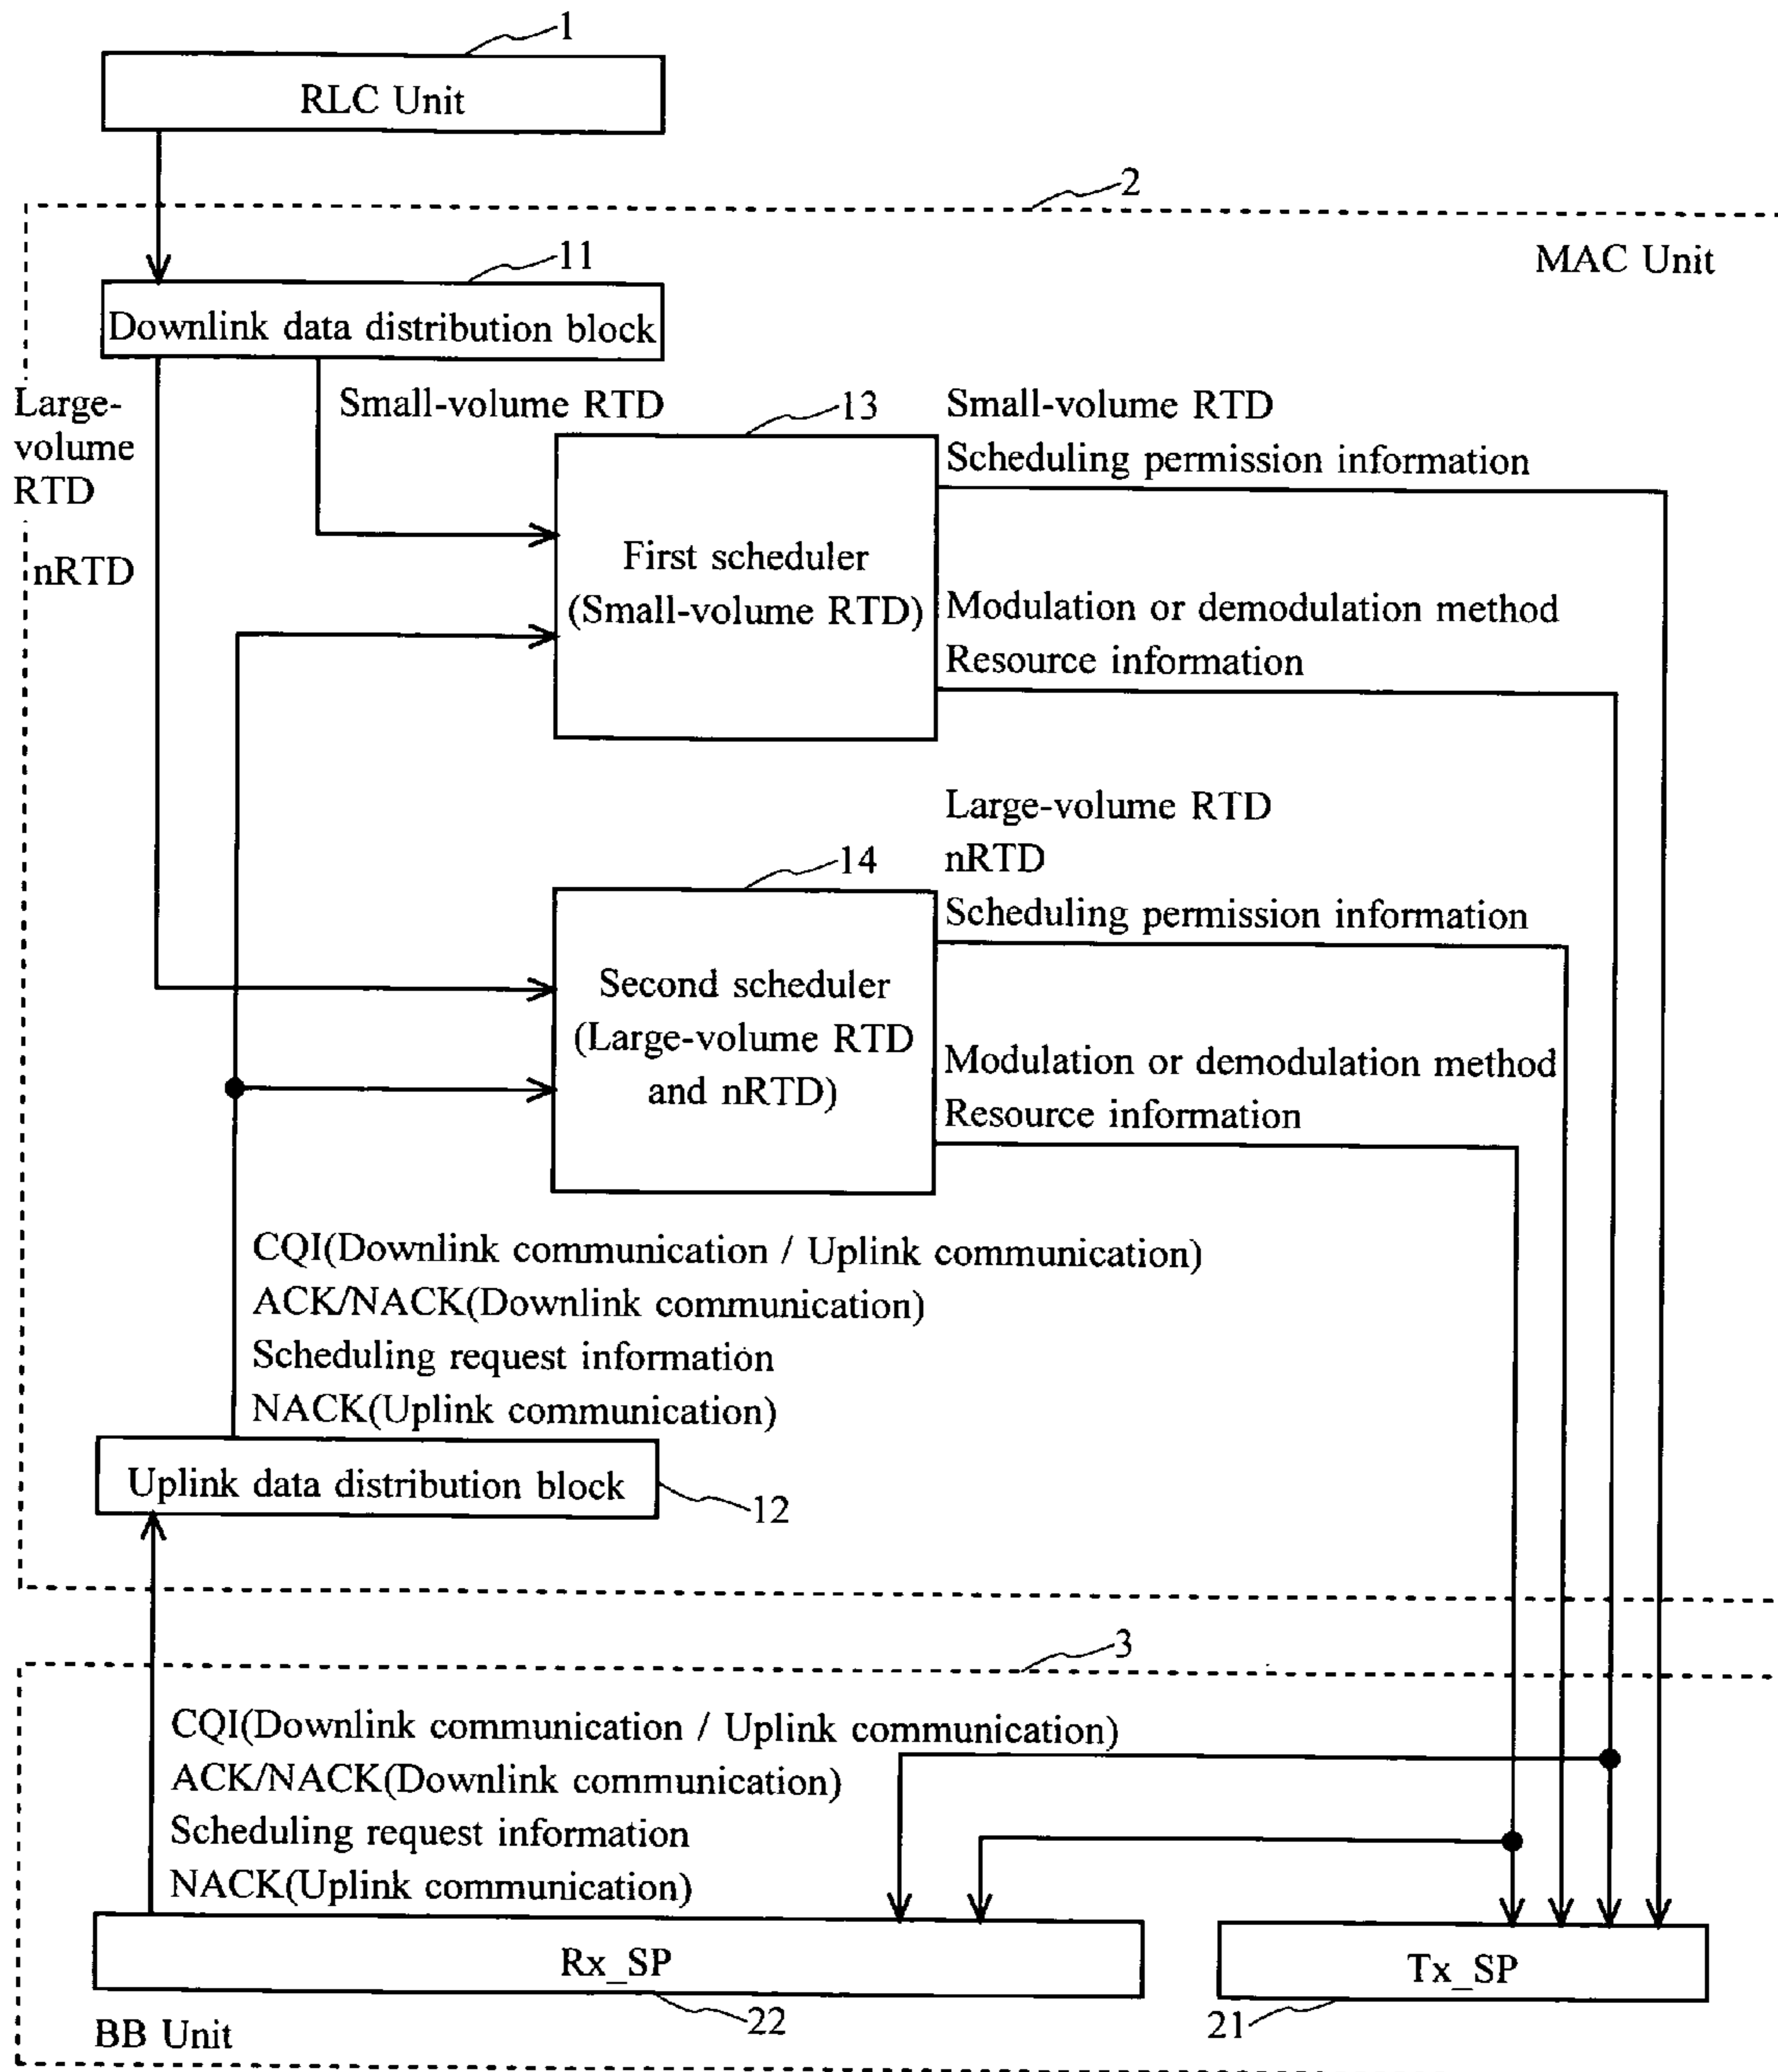 1
RLC Unit
2
MAC Unit
11
Downlink data distribution block
Large-
volume
RTD
nRTD
Small-volume RTD
13
First scheduler
(Small-volume RTD)
Small-volume RTD
Scheduling permission information
Modulation or demodulation method
Resource information
14
Second scheduler
(Large-volume RTD
and nRTD)
Large-volume RTD
nRTD
Scheduling permission information
Modulation or demodulation method
Resource information
CQI(Downlink communication / Uplink communication)
ACK/NACK(Downlink communication)
Scheduling request information
NACK(Uplink communication)
Uplink data distribution block
12
3
CQI(Downlink communication / Uplink communication)
ACK/NACK(Downlink communication)
Scheduling request information
NACK(Uplink communication)
Rx_SP
22
Tx_SP
21
BB Unit